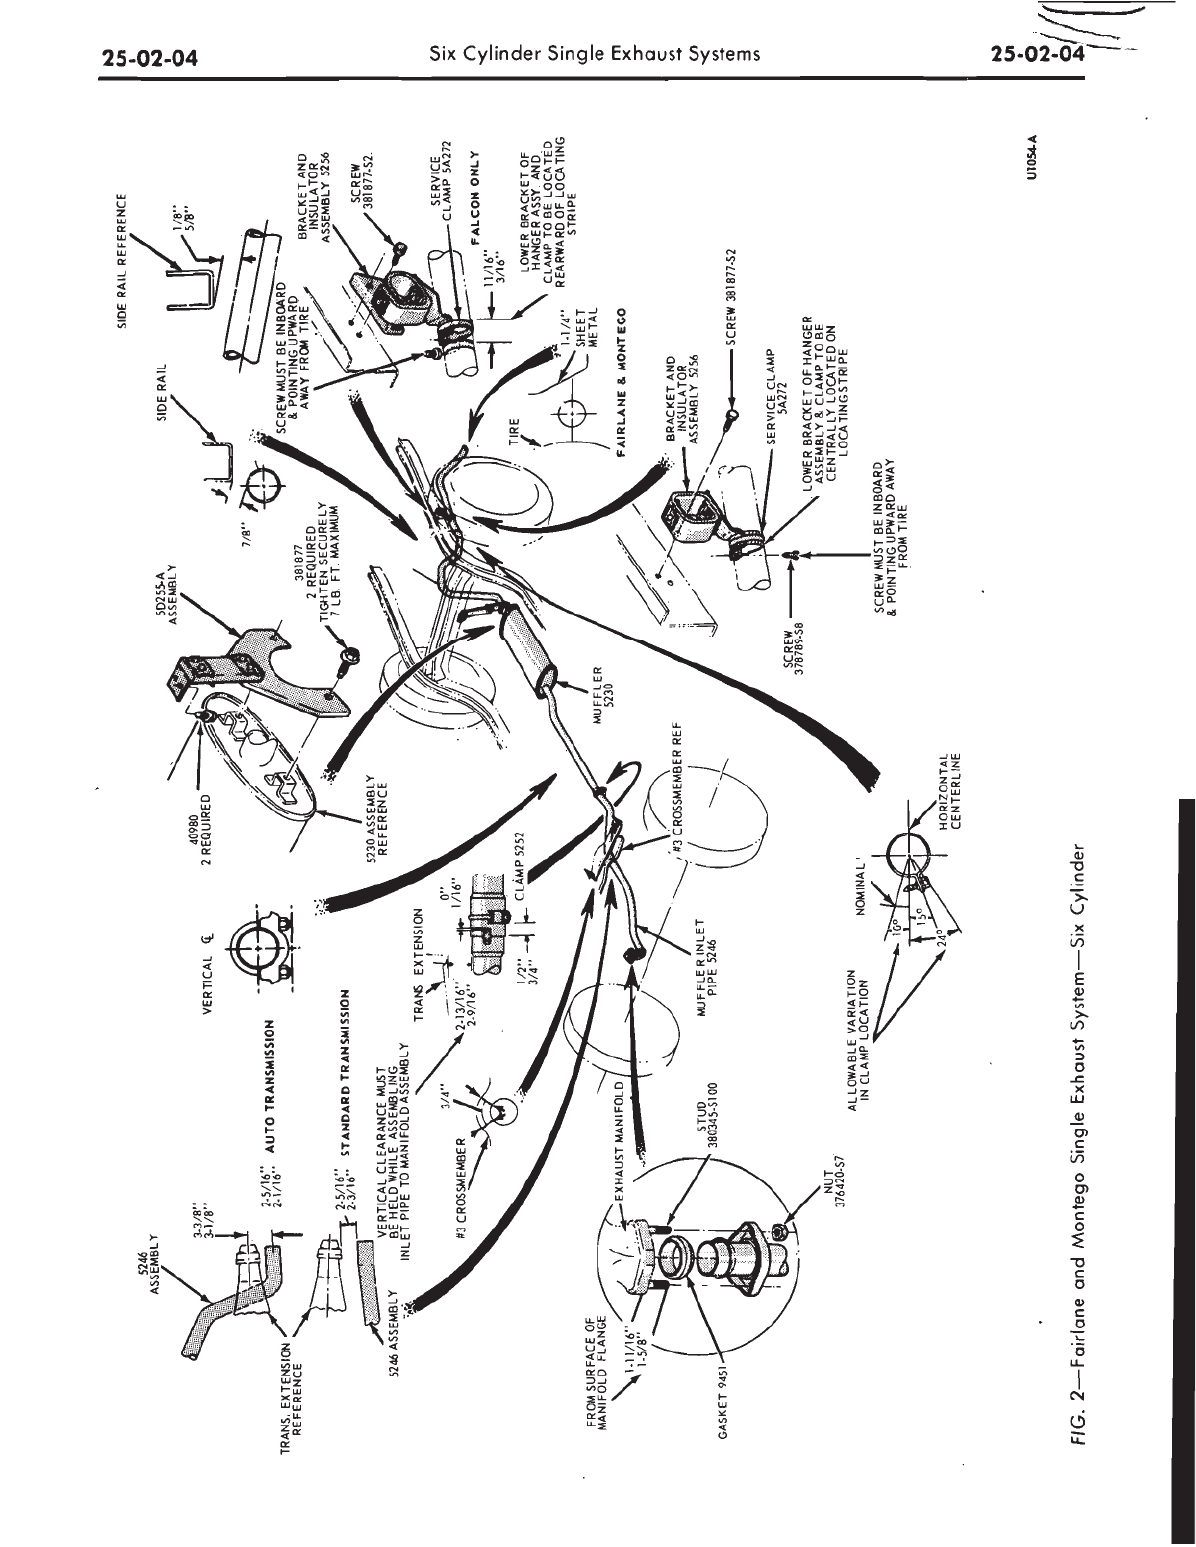 25-02-04
Six Cylinder Single Exhaust Systems
25-02-04
SIDE RAIL REFERENCE
1/8"
5/8"
BRACKET AND
INSULATOR
ASSEMBLY 5256
SCREW
381877-S2
SERVICE
CLAMP 5A272
FALCON ONLY
11/16"
3/16"
LOWER BRACKET OF
HANGER ASSY. AND
CLAMP TO BE LOCATED
REARWARD OF LOCATING
STRIPE
U1054-A
SIDE RAIL
SCREW MUST BE INBOARD
& POINTING UPWARD
AWAY FROM TIRE
7/8"
1-1/4"
SHEET
METAL
TIRE
FAIRLANE & MONTEGO
BRACKET AND
INSULATOR
ASSEMBLY 5256
SCREW 381877-S2
SERVICE CLAMP
5A272
LOWER BRACKET OF HANGER
ASSEMBLY & CLAMP TO BE
CENTRALLY LOCATED ON
LOCATING STRIPE
SCREW MUST BE INBOARD
& POINTING UPWARD AWAY
FROM TIRE
SCREW
378789-S8
5D255-A
ASSEMBLY
381877
2 REQUIRED
TIGHTEN SECURELY
7 LB. FT. MAXIMUM
40980
2 REQUIRED
5230 ASSEMBLY
REFERENCE
MUFFLER
5230
VERTICAL ℄
TRANS EXTENSION
0"
1/16"
CLAMP 5252
1/2"
3/4"
2-13/16"
2-9/16"
#3 CROSSMEMBER REF
MUFFLER INLET
PIPE 5246
HORIZONTAL
CENTERLINE
NOMINAL
10°
15°
24°
ALLOWABLE VARIATION
IN CLAMP LOCATION
5246
ASSEMBLY
3-3/8"
3-1/8"
2-5/16"
2-1/16"
AUTO TRANSMISSION
2-5/16"
2-3/16"
STANDARD TRANSMISSION
VERTICAL CLEARANCE MUST
BE HELD WHILE ASSEMBLING
INLET PIPE TO MANIFOLD ASSEMBLY
3/4"
#3 CROSSMEMBER
TRANS. EXTENSION
REFERENCE
5246 ASSEMBLY
EXHAUST MANIFOLD
STUD
380345-S100
NUT
376420-S7
FROM SURFACE OF
MANIFOLD FLANGE
1-11/16"
1-5/8"
GASKET 9451
FIG. 2—Fairlane and Montego Single Exhaust System—Six Cylinder